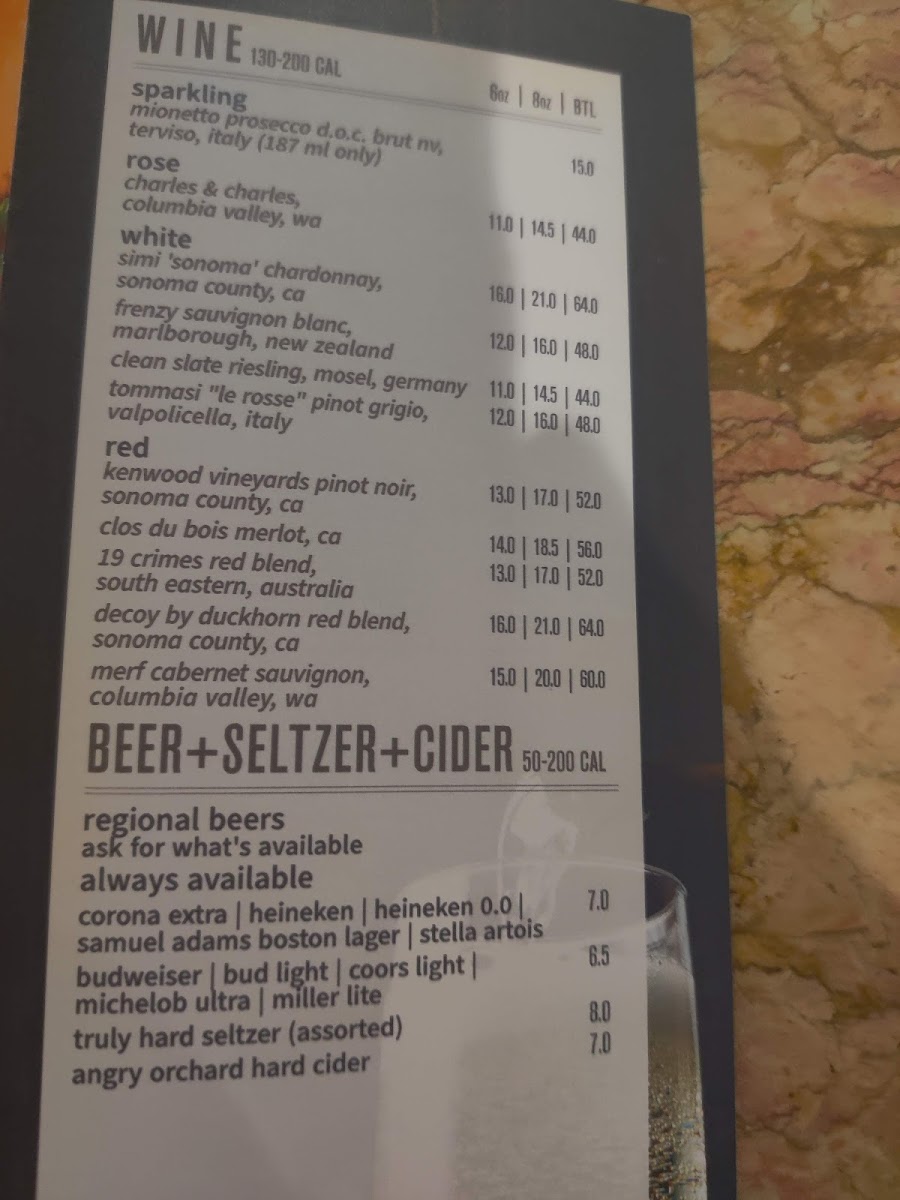 WINE 130-200 CAL
6oz | 8oz | BTL
sparkling
mionetto prosecco d.o.c. brut nv,
terviso, italy (187 ml only) 15.0
rose
charles & charles,
columbia valley, wa 11.0 | 14.5 | 44.0
white
simi 'sonoma' chardonnay,
sonoma county, ca 16.0 | 21.0 | 64.0
frenzy sauvignon blanc,
marlborough, new zealand 12.0 | 16.0 | 48.0
clean slate riesling, mosel, germany 11.0 | 14.5 | 44.0
tommasi "le rosse" pinot grigio, 12.0 | 16.0 | 48.0
valpolicella, italy
red
kenwood vineyards pinot noir,
sonoma county, ca 13.0 | 17.0 | 52.0
clos du bois merlot, ca 14.0 | 18.5 | 56.0
19 crimes red blend, 13.0 | 17.0 | 52.0
south eastern, australia
decoy by duckhorn red blend, 16.0 | 21.0 | 64.0
sonoma county, ca
merf cabernet sauvignon, 15.0 | 20.0 | 60.0
columbia valley, wa
BEER+SELTZER+CIDER 50-200 CAL
regional beers
ask for what's available
always available
corona extra | heineken | heineken 0.0 | 7.0
samuel adams boston lager | stella artois
budweiser | bud light | coors light | 6.5
michelob ultra | miller lite
truly hard seltzer (assorted) 8.0
angry orchard hard cider 7.0